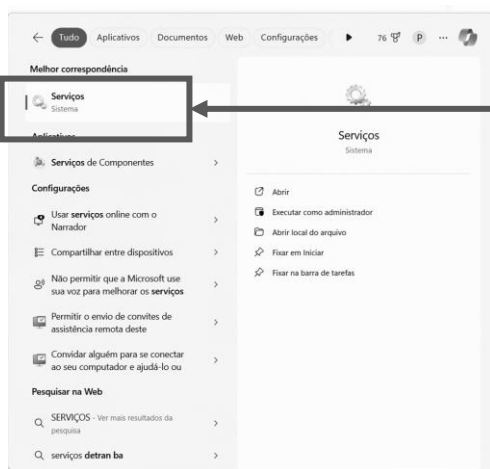 Tudo Aplicativos Documentos Web Configurações 76 P ...
Melhor correspondência
Serviços
Sistema
Aplicativos
Serviços de Componentes
Configurações
Usar serviços online com o
Narrador
Compartilhar entre dispositivos
Não permitir que a Microsoft use
sua voz para melhorar os serviços
Permitir o envio de convites de
assistência remota deste
Convidar alguém para se conectar
ao seu computador e ajudá-lo ou
Pesquisar na Web
SERVIÇOS - Ver mais resultados da
pesquisa
serviços detran ba
Serviços
Sistema
Abrir
Executar como administrador
Abrir local do arquivo
Fixar em Iniciar
Fixar na barra de tarefas